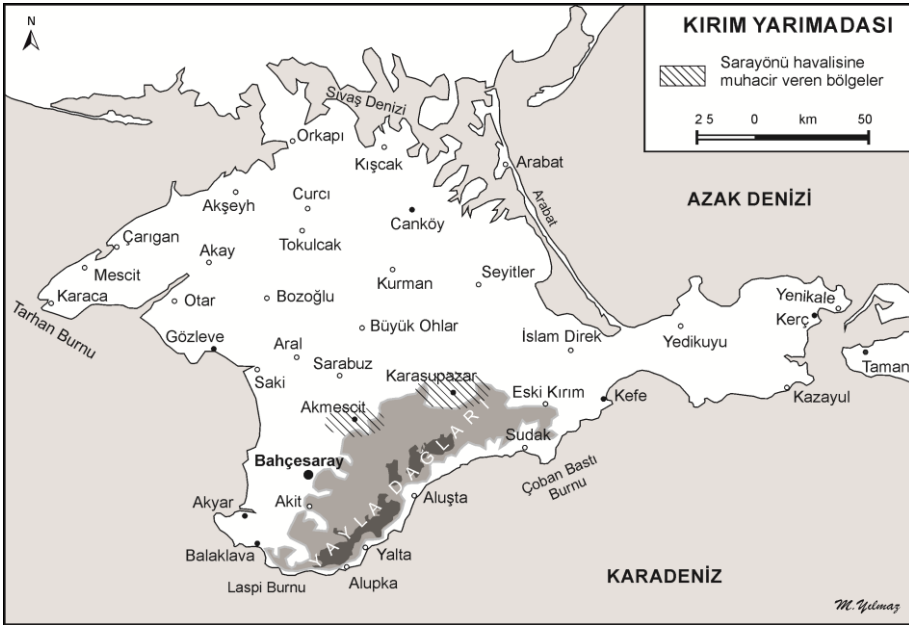 N
KIRIM YARIMADASI
Sarayönü havalisine
muhacir veren bölgeler
2 5 0 km 50
Sıvaş Denizi
Orkapı
Kışcak
Arabat
Arabat
Akşeyh
Curcı
Canköy
AZAK DENİZİ
Tokulcak
Çarıgan
Akay
Mescit
Kurman
Seyitler
Karaca
Otar
Bozoğlu
Yenikale
Tarhan Burnu
Kerç
Büyük Ohlar
Yedikuyu
Gözleve
İslam Direk
Aral
Taman
Saki
Sarabuz
Karasupazar
Kazayul
Eski Kırım
Kefe
Akmescit
Sudak
Bahçesaray
YAYLA DAĞLARI
Çoban Bastı
Burnu
Akyar
Akit
Aluşta
Balaklava
Yalta
Laspi Burnu
Alupka
KARADENİZ
M.Yılmaz